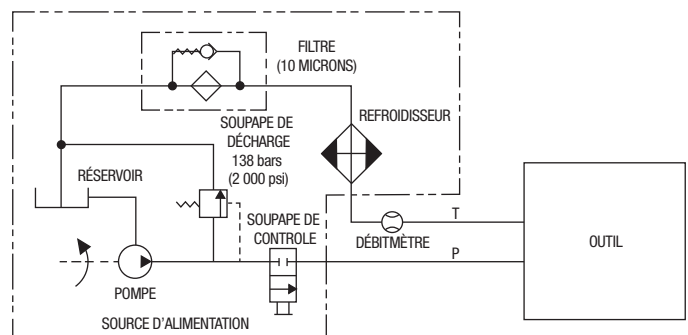 FILTRE
(10 MICRONS)
REFROIDISSEUR
SOUPAPE DE
DÉCHARGE
138 bars
(2 000 psi)
RÉSERVOIR
SOUPAPE DE
CONTROLE
T
DÉBITMÈTRE
OUTIL
P
POMPE
SOURCE D'ALIMENTATION